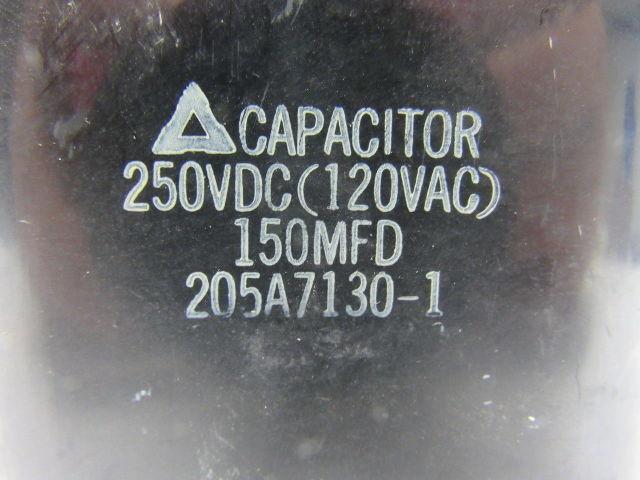 CAPACITOR
250VDC(120VAC)
150MFD
205A7130-1